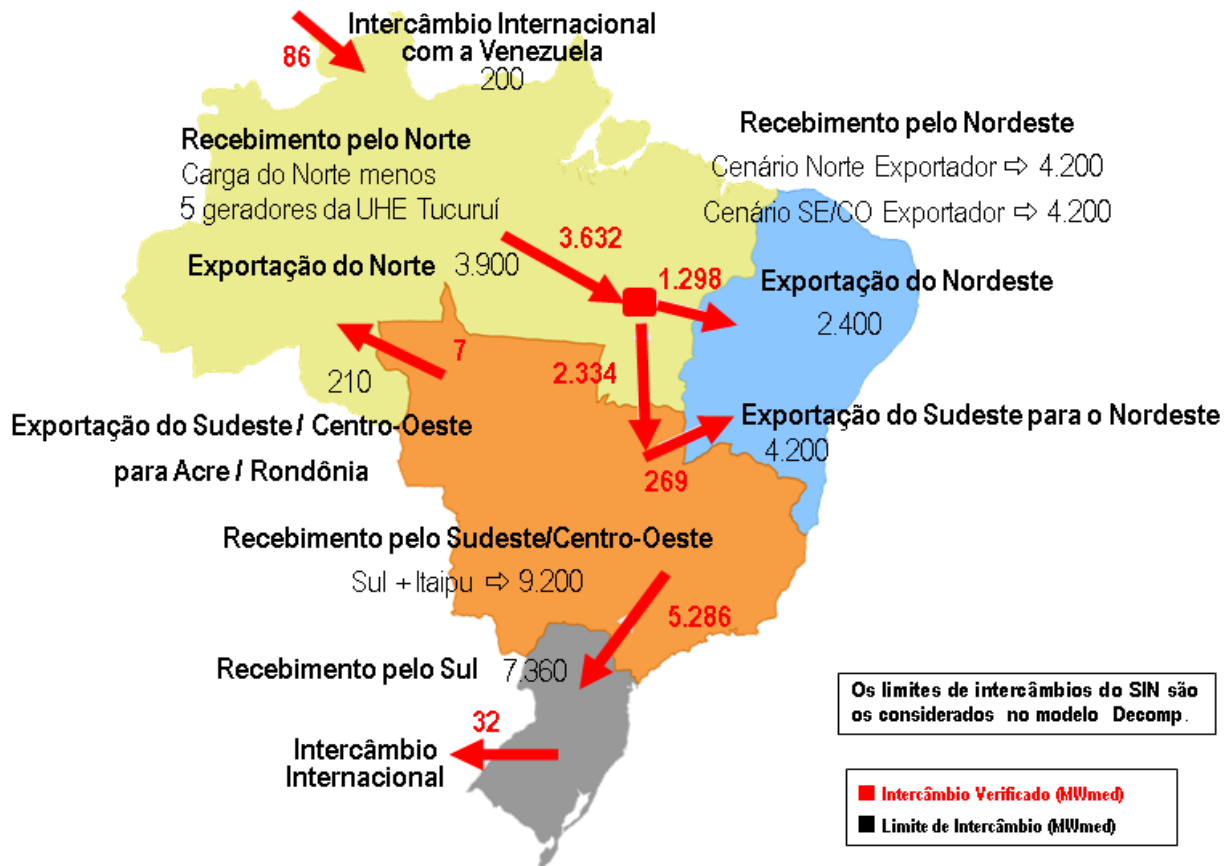 Intercâmbio Internacional
com a Venezuela
200
86
Recebimento pelo Norte
Carga do Norte menos
5 geradores da UHE Tucuruí
Recebimento pelo Nordeste
Cenário Norte Exportador ⇨ 4.200
Cenário SE/CO Exportador ⇨ 4.200
3.632
Exportação do Norte 3.900
1.298
Exportação do Nordeste
2.400
7
2.334
210
Exportação do Sudeste / Centro-Oeste
para Acre / Rondônia
Exportação do Sudeste para o Nordeste
4.200
269
Recebimento pelo Sudeste/Centro-Oeste
Sul + Itaipu ⇨ 9.200
5.286
Recebimento pelo Sul 7.360
32
Intercâmbio
Internacional
Os limites de intercâmbios do SIN são
os considerados no modelo Decomp.
Intercâmbio Verificado (MWmed)
Limite de Intercâmbio (MWmed)